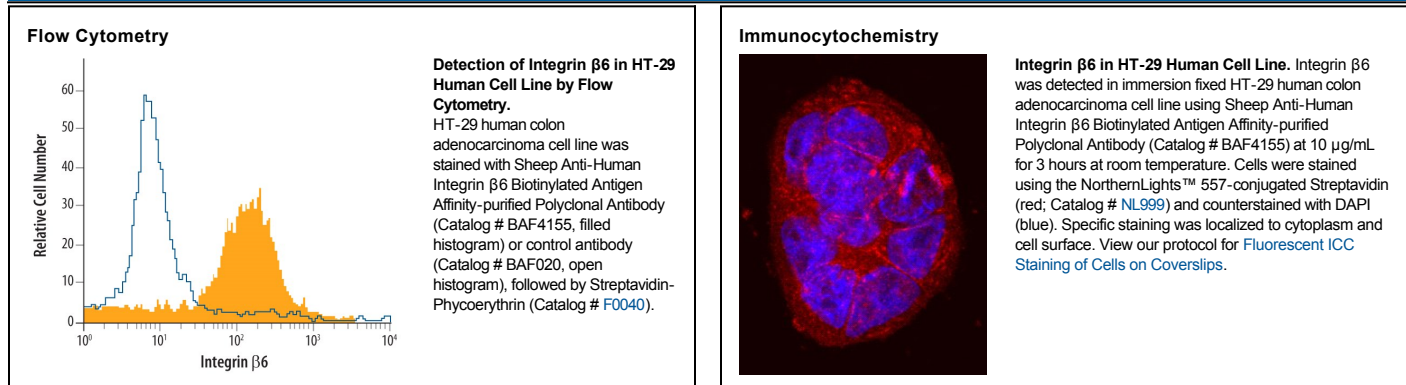 Flow Cytometry
60
50
40
30
20
10
0
Relative Cell Number
10⁰ 10¹ 10² 10³ 10⁴
Integrin β6
Detection of Integrin β6 in HT-29
Human Cell Line by Flow
Cytometry.
HT-29 human colon
adenocarcinoma cell line was
stained with Sheep Anti-Human
Integrin β6 Biotinylated Antigen
Affinity-purified Polyclonal Antibody
(Catalog # BAF4155, filled
histogram) or control antibody
(Catalog # BAF020, open
histogram), followed by Streptavidin-
Phycoerythrin (Catalog # F0040).
Immunocytochemistry
Integrin β6 in HT-29 Human Cell Line. Integrin β6
was detected in immersion fixed HT-29 human colon
adenocarcinoma cell line using Sheep Anti-Human
Integrin β6 Biotinylated Antigen Affinity-purified
Polyclonal Antibody (Catalog # BAF4155) at 10 µg/mL
for 3 hours at room temperature. Cells were stained
using the NorthernLights™ 557-conjugated Streptavidin
(red; Catalog # NL999) and counterstained with DAPI
(blue). Specific staining was localized to cytoplasm and
cell surface. View our protocol for Fluorescent ICC
Staining of Cells on Coverslips.